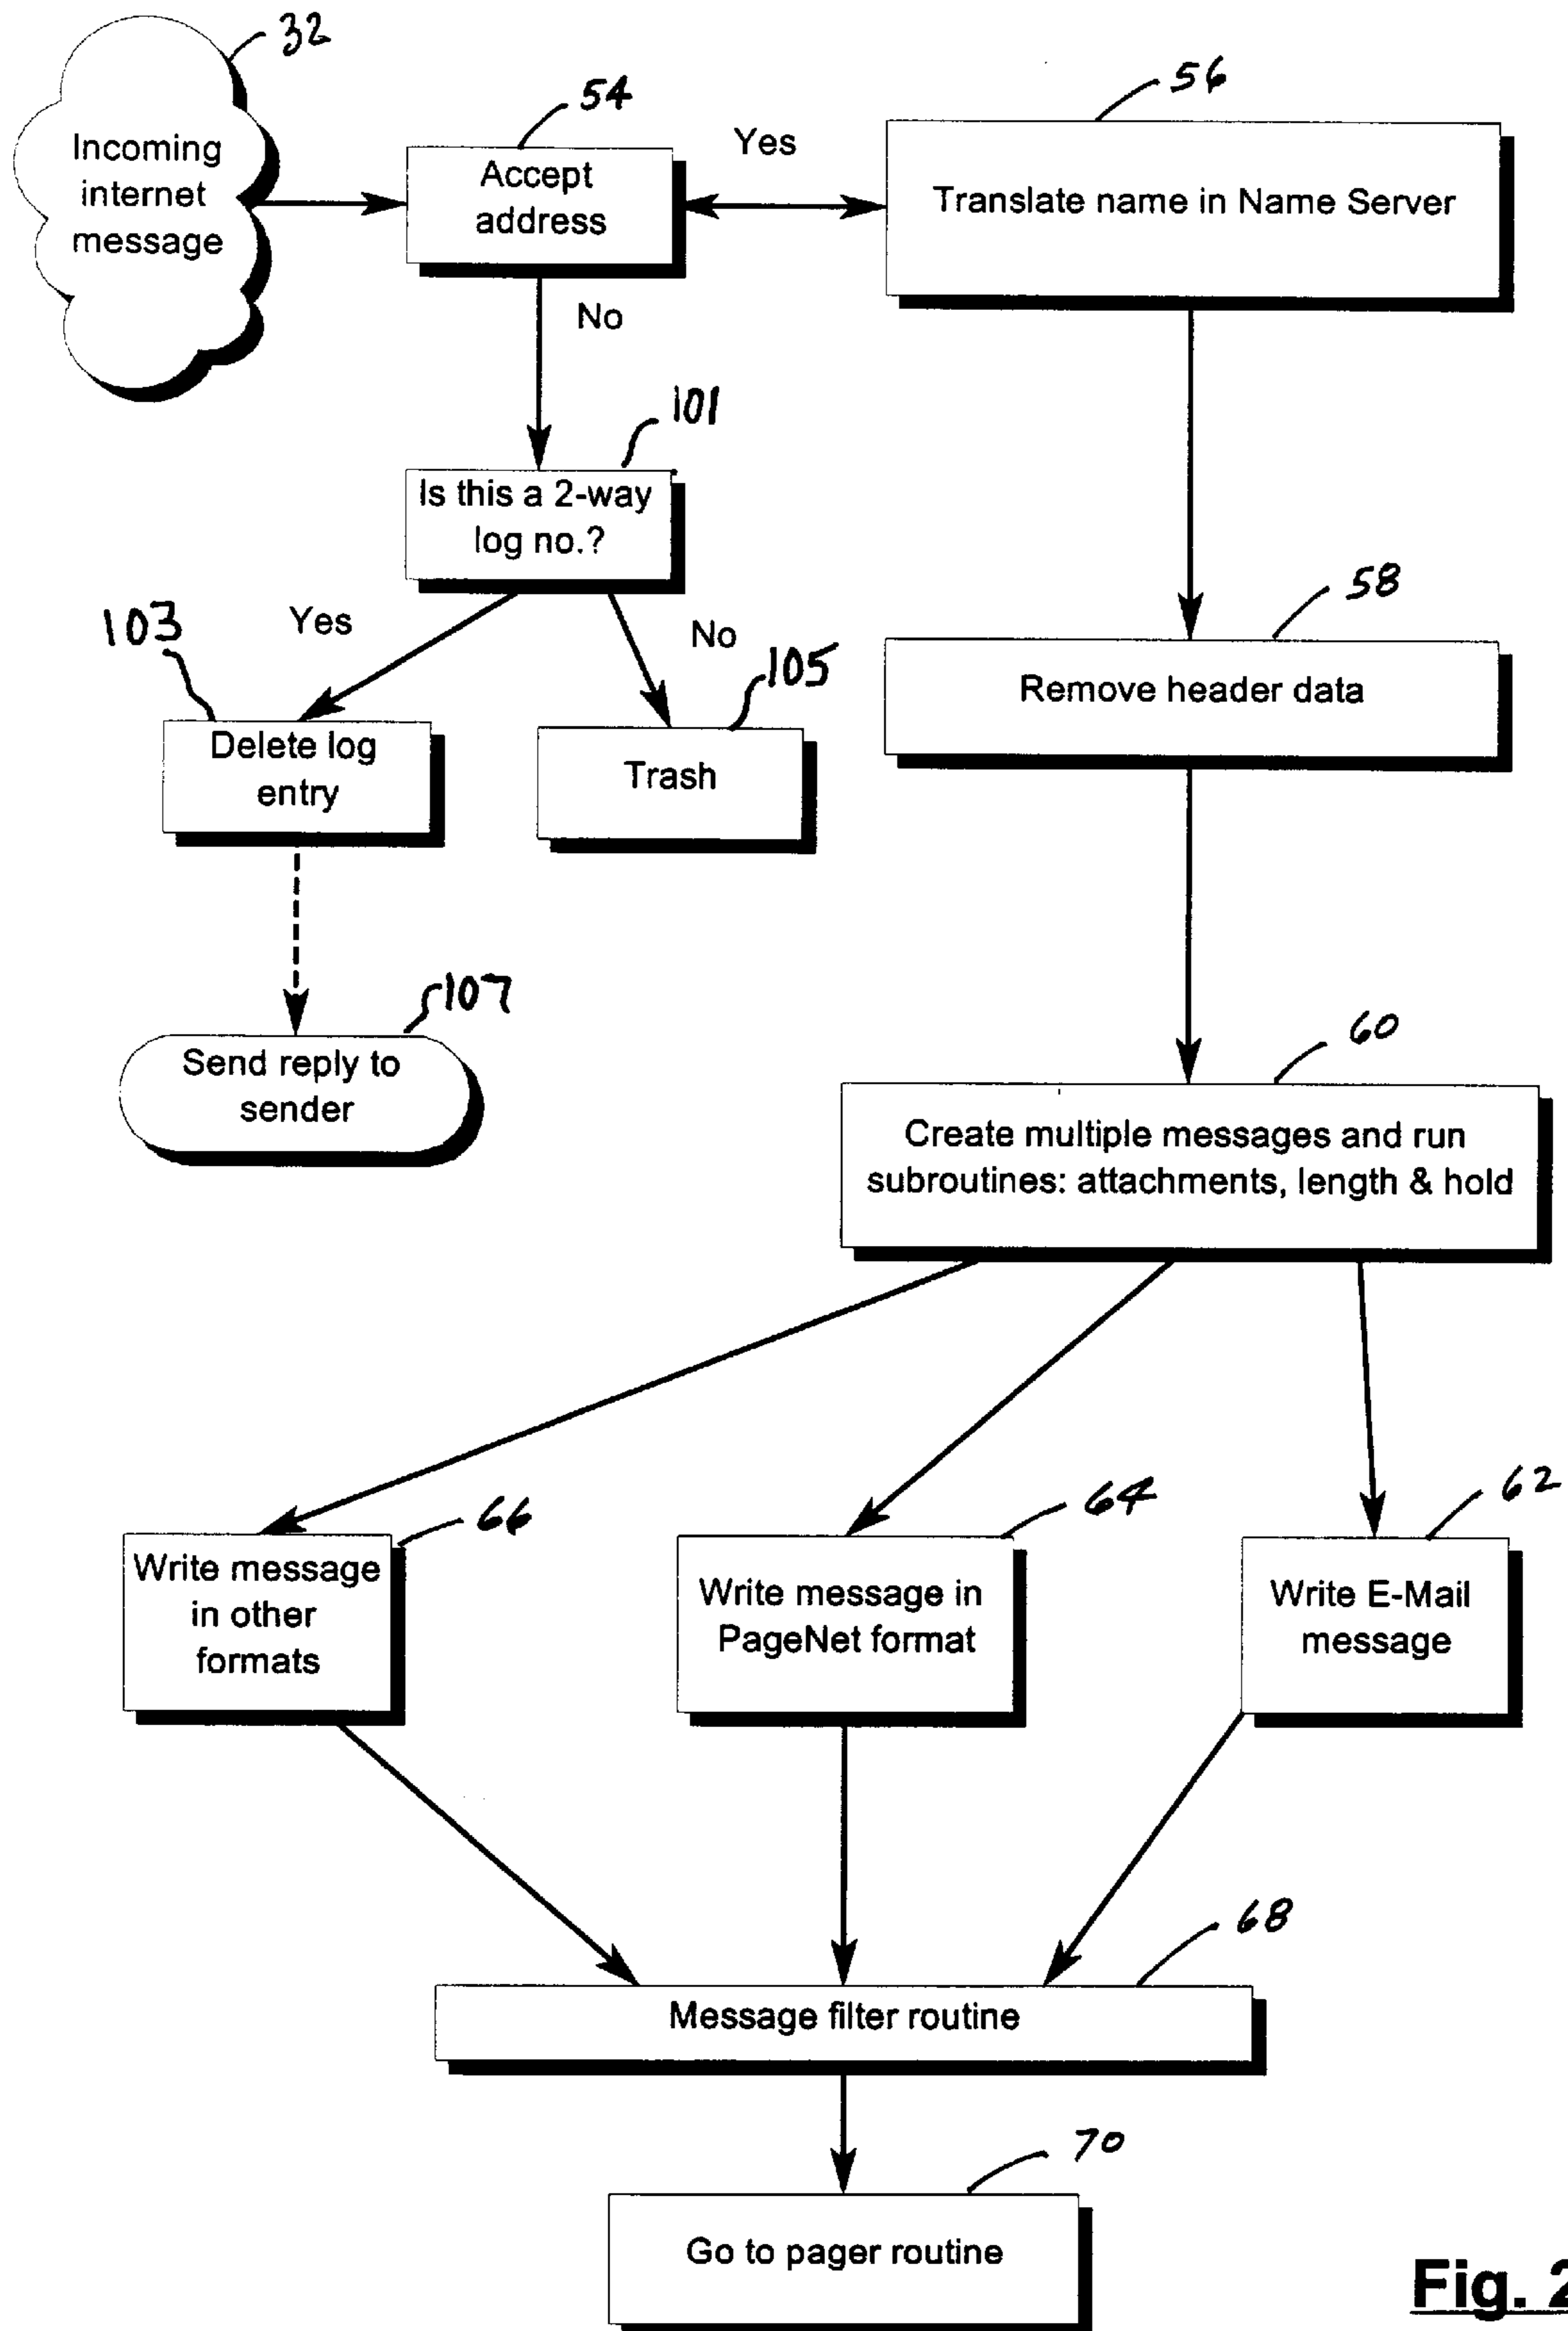 32
Incoming
internet
message
54
Accept
address
Yes
56
Translate name in Name Server
No
101
Is this a 2-way
log no.?
Yes
No
103
Delete log
entry
105
Trash
58
Remove header data
107
Send reply to
sender
60
Create multiple messages and run
subroutines: attachments, length & hold
66
Write message
in other
formats
64
Write message in
PageNet format
62
Write E-Mail
message
68
Message filter routine
70
Go to pager routine
Fig. 2